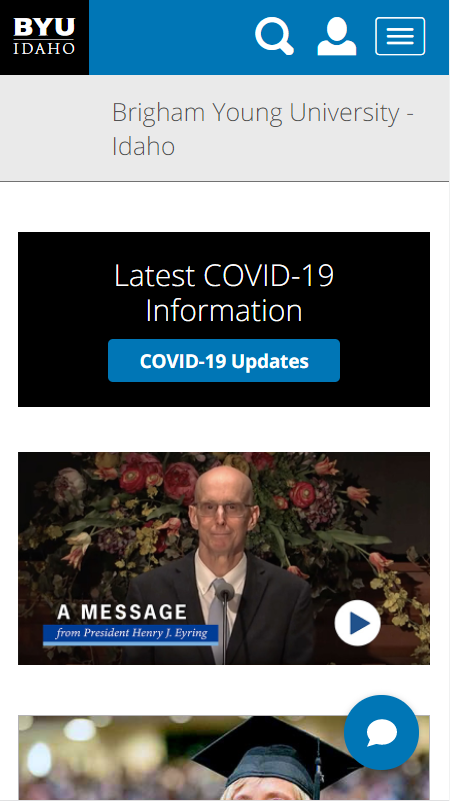 BYU
IDAHO
Brigham Young University -
Idaho
Latest COVID-19
Information
COVID-19 Updates
A MESSAGE
from President Henry J. Eyring